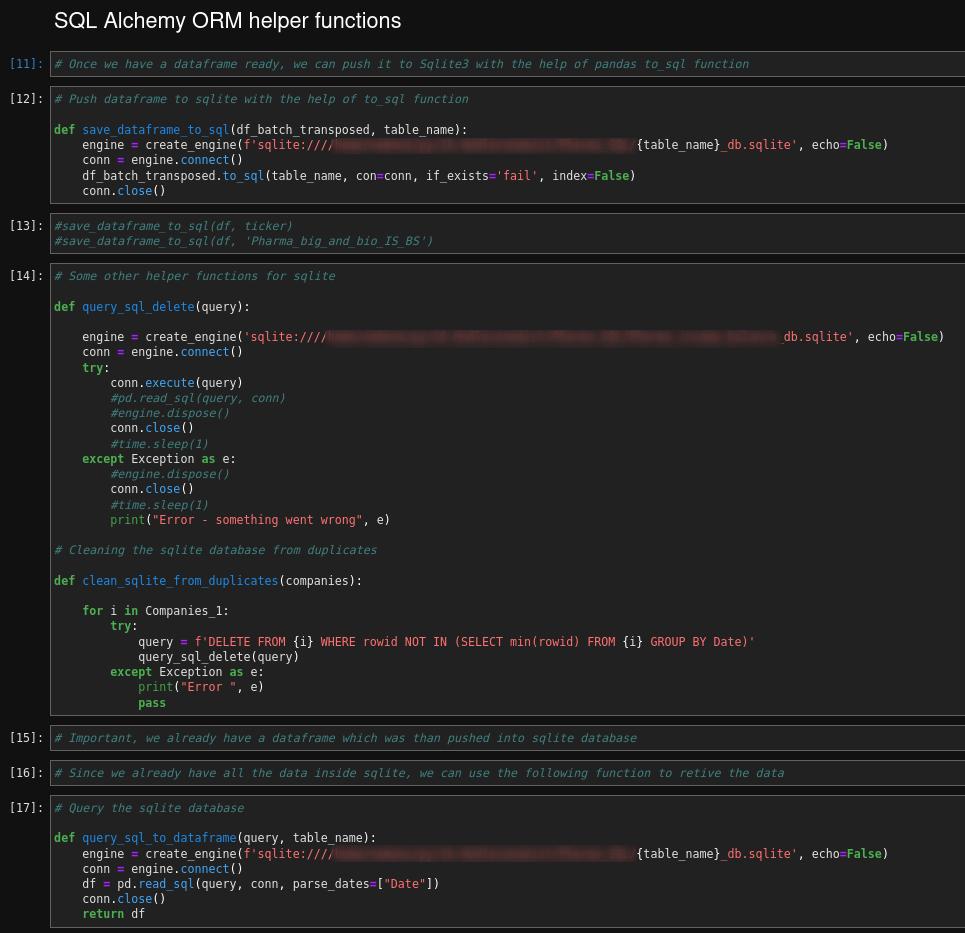 SQL Alchemy ORM helper functions
[11]: # Once we have a dataframe ready, we can push it to Sqlite3 with the help of pandas to_sql function
[12]: # Push dataframe to sqlite with the help of to_sql function
def save_dataframe_to_sql(df_batch_transposed, table_name):
    engine = create_engine(f'sqlite:////{table_name}_db.sqlite', echo=False)
    conn = engine.connect()
    df_batch_transposed.to_sql(table_name, con=conn, if_exists='fail', index=False)
    conn.close()
[13]: #save_dataframe_to_sql(df, ticker)
#save_dataframe_to_sql(df, 'Pharma_big_and_bio_IS_BS')
[14]: # Some other helper functions for sqlite
def query_sql_delete(query):
    engine = create_engine('sqlite:////_db.sqlite', echo=False)
    conn = engine.connect()
    try:
        conn.execute(query)
        #pd.read_sql(query, conn)
        #engine.dispose()
        conn.close()
        #time.sleep(1)
    except Exception as e:
        #engine.dispose()
        conn.close()
        #time.sleep(1)
        print("Error - something went wrong", e)
# Cleaning the sqlite database from duplicates
def clean_sqlite_from_duplicates(companies):
    for i in Companies_1:
        try:
            query = f'DELETE FROM {i} WHERE rowid NOT IN (SELECT min(rowid) FROM {i} GROUP BY Date)'
            query_sql_delete(query)
        except Exception as e:
            print("Error ", e)
            pass
[15]: # Important, we already have a dataframe which was than pushed into sqlite database
[16]: # Since we already have all the data inside sqlite, we can use the following function to retive the data
[17]: # Query the sqlite database
def query_sql_to_dataframe(query, table_name):
    engine = create_engine(f'sqlite:////{table_name}_db.sqlite', echo=False)
    conn = engine.connect()
    df = pd.read_sql(query, conn, parse_dates=["Date"])
    conn.close()
    return df